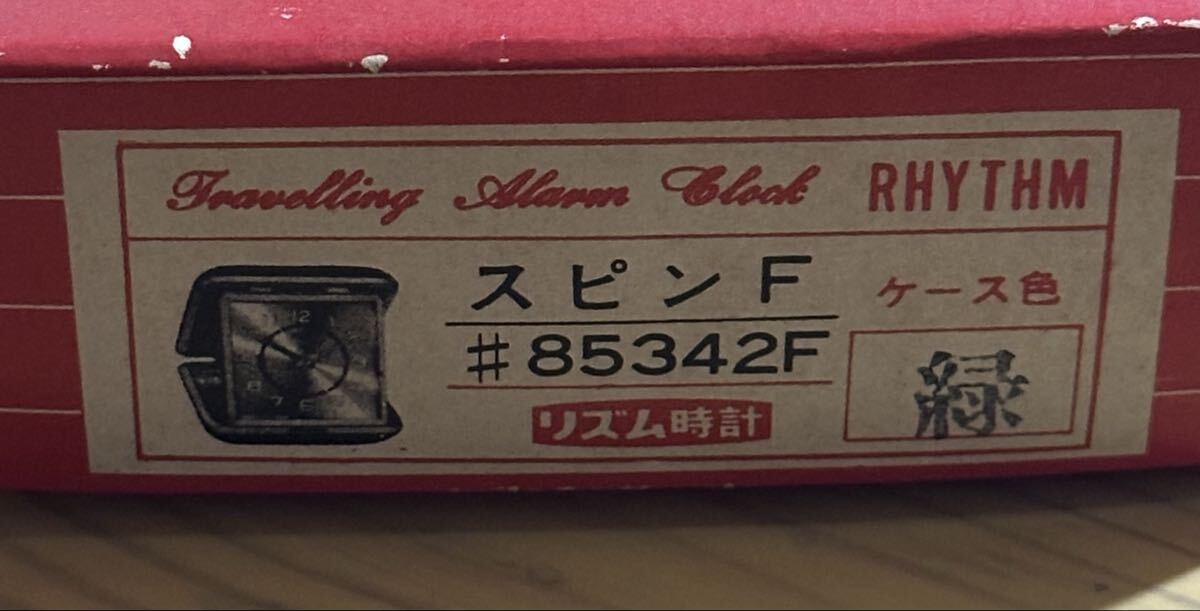 Travelling Alarm Clock RHYTHM
スピンF
ケース色
#85342F
緑
リズム時計